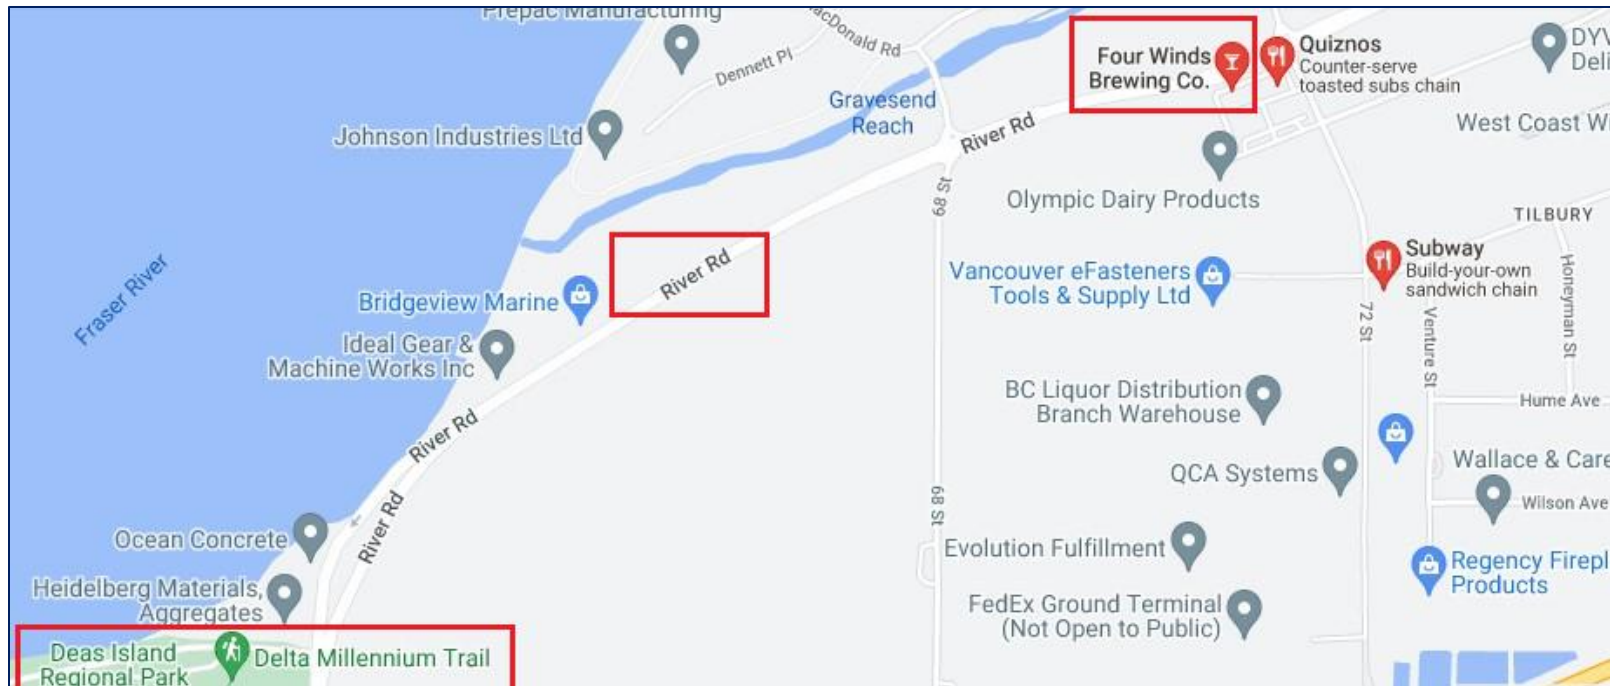 Prepac Manufacturing
MacDonald Rd
Dennett Pl
Four Winds
Brewing Co.
Quiznos
Counter-serve
toasted subs chain
Gravesend
Reach
River Rd
Johnson Industries Ltd
West Coast
68 St
Olympic Dairy Products
TILBURY
River Rd
Subway
Build-your-own
sandwich chain
Vancouver eFasteners
Tools & Supply Ltd
Fraser River
Bridgeview Marine
Honeyman St
72 St
Venture St
Ideal Gear &
Machine Works Inc
BC Liquor Distribution
Branch Warehouse
Hume Ave
River Rd
QCA Systems
Wallace &
68 St
Wilson Ave
River Rd
Ocean Concrete
Evolution Fulfillment
Regency
Products
Heidelberg Materials,
Aggregates
FedEx Ground Terminal
(Not Open to Public)
Deas Island
Regional Park
Delta Millennium Trail